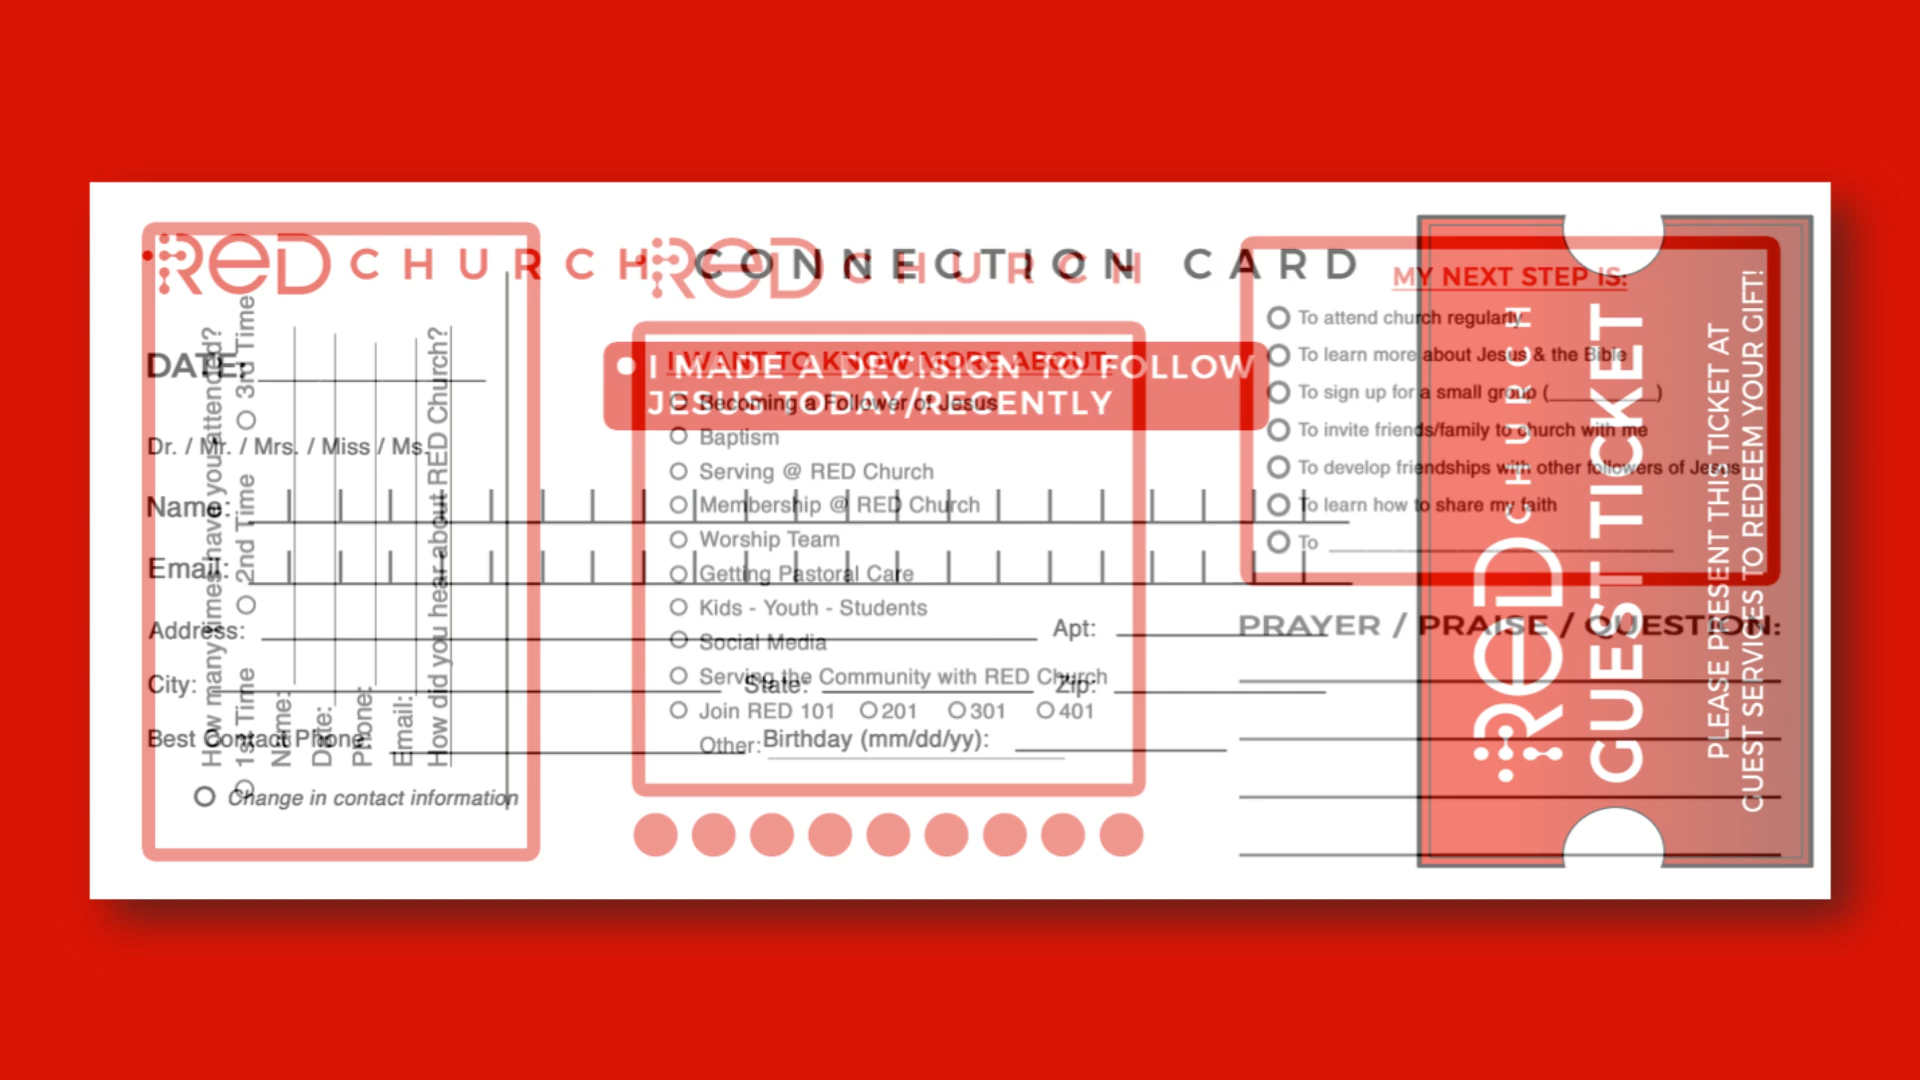 RED CHURCH CONNECTION CARD
DATE:
Dr. / Mr. / Mrs. / Miss / Ms.
Name:
Email:
Address:
Apt:
City:
State:
Zip:
Best Contact Phone:
Birthday (mm/dd/yy):
Change in contact information
I MADE A DECISION TO FOLLOW
JESUS TODAY/RECENTLY
How many times have you attended?
1st Time 2nd Time 3rd Time
Name:
Date:
Phone:
Email:
How did you hear about RED Church?
RED CHURCH
I WANT TO KNOW MORE ABOUT:
Becoming a Follower of Jesus
Baptism
Serving @ RED Church
Membership @ RED Church
Worship Team
Getting Pastoral Care
Kids - Youth - Students
Social Media
Serving the Community with RED Church
Join RED 101 201 301 401
Other:
MY NEXT STEP IS:
To attend church regularly
To learn more about Jesus & the Bible
To sign up for a small group (__________)
To invite friends/family to church with me
To develop friendships with other followers of Jesus
To learn how to share my faith
To
PRAYER / PRAISE / QUESTION:
RED CHURCH
GUEST TICKET
PLEASE PRESENT THIS TICKET AT
GUEST SERVICES TO REDEEM YOUR GIFT!